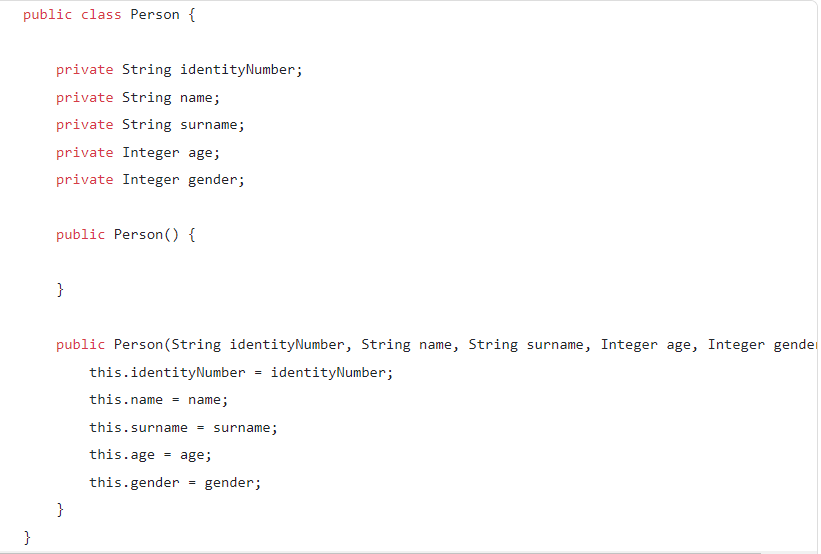 public class Person {
private String identityNumber;
private String name;
private String surname;
private Integer age;
private Integer gender;
public Person() {
}
public Person(String identityNumber, String name, String surname, Integer age, Integer gende
this.identityNumber = identityNumber;
this.name = name;
this.surname = surname;
this.age = age;
this.gender = gender;
}
}